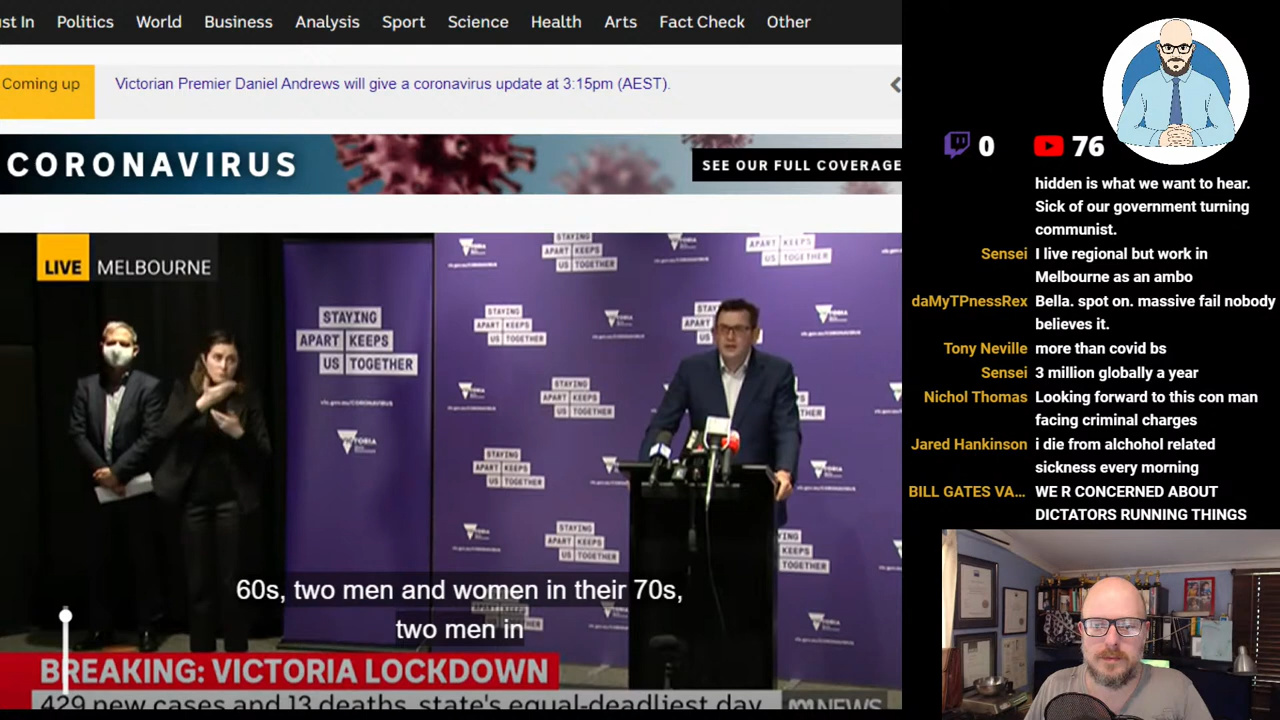 st In Politics World Business Analysis Sport Science Health Arts Fact Check Other
Coming up Victorian Premier Daniel Andrews will give a coronavirus update at 3:15pm (AEST).
CORONAVIRUS
SEE OUR FULL COVERAGE
LIVE MELBOURNE
STAYING
APART KEEPS
US TOGETHER
60s, two men and women in their 70s,
two men in
BREAKING: VICTORIA LOCKDOWN
429 new cases and 13 deaths, state's equal-deadliest day
NEWS
0 76
hidden is what we want to hear.
Sick of our government turning
communist.
Sensei I live regional but work in
Melbourne as an ambo
daMyTPnessRex Bella. spot on. massive fail nobody
believes it.
Tony Neville more than covid bs
Sensei 3 million globally a year
Nichol Thomas Looking forward to this con man
facing criminal charges
Jared Hankinson i die from alchohol related
sickness every morning
BILL GATES VA... WE R CONCERNED ABOUT
DICTATORS RUNNING THINGS